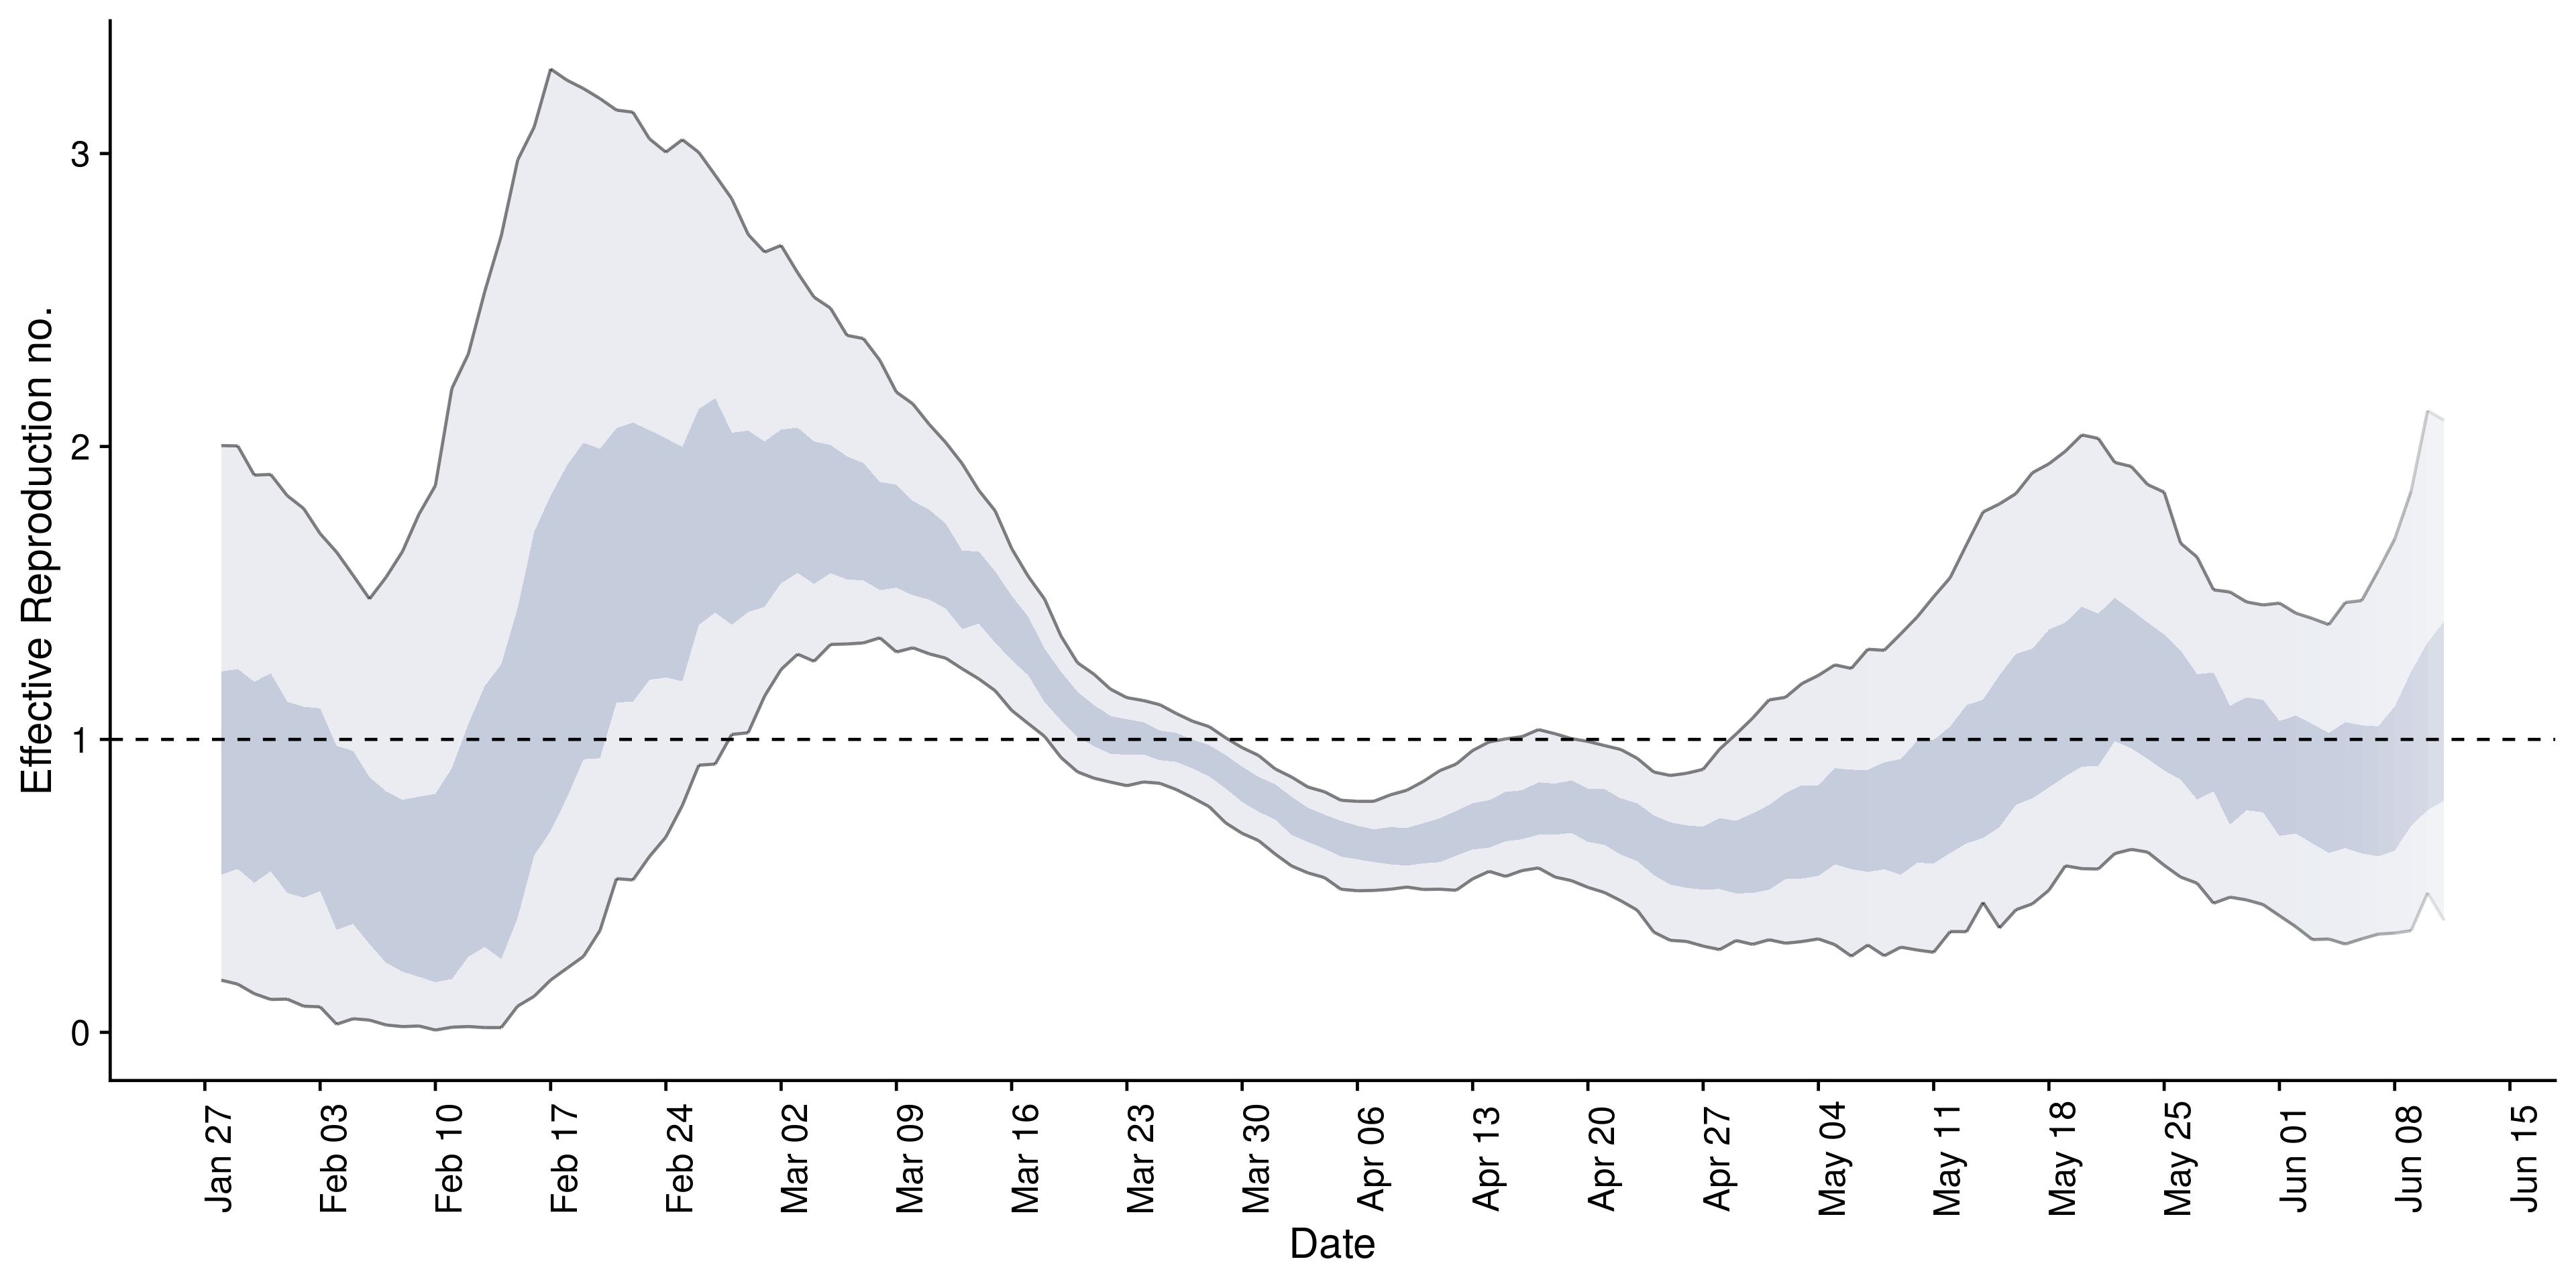 Effective Reproduction no.
3
2
1
0
Jan 27
Feb 03
Feb 10
Feb 17
Feb 24
Mar 02
Mar 09
Mar 16
Mar 23
Mar 30
Apr 06
Apr 13
Apr 20
Apr 27
May 04
May 11
May 18
May 25
Jun 01
Jun 08
Jun 15
Date